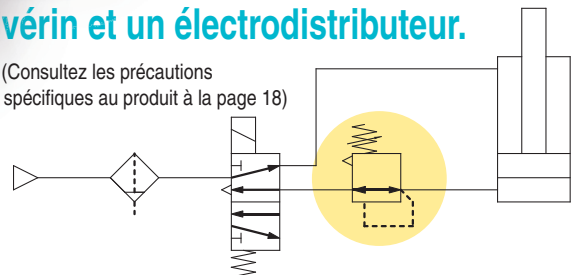 vérin et un électrodistributeur.
(Consultez les précautions
spécifiques au produit à la page 18)